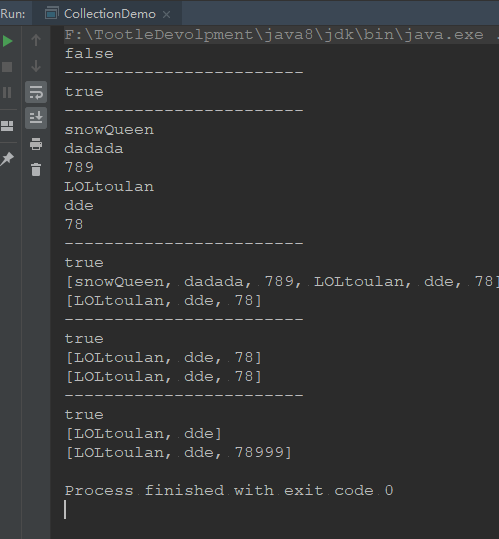 Run: CollectionDemo ×
F:\TootleDevolpment\java8\jdk\bin\java.exe .
false
------------------------
true
------------------------
snowQueen
dadada
789
LOLtoulan
dde
78
------------------------
true
[snowQueen, dadada, 789, LOLtoulan, dde, 78]
[LOLtoulan, dde, 78]
------------------------
true
[LOLtoulan, dde, 78]
[LOLtoulan, dde, 78]
------------------------
true
[LOLtoulan, dde]
[LOLtoulan, dde, 78999]
Process finished with exit code 0